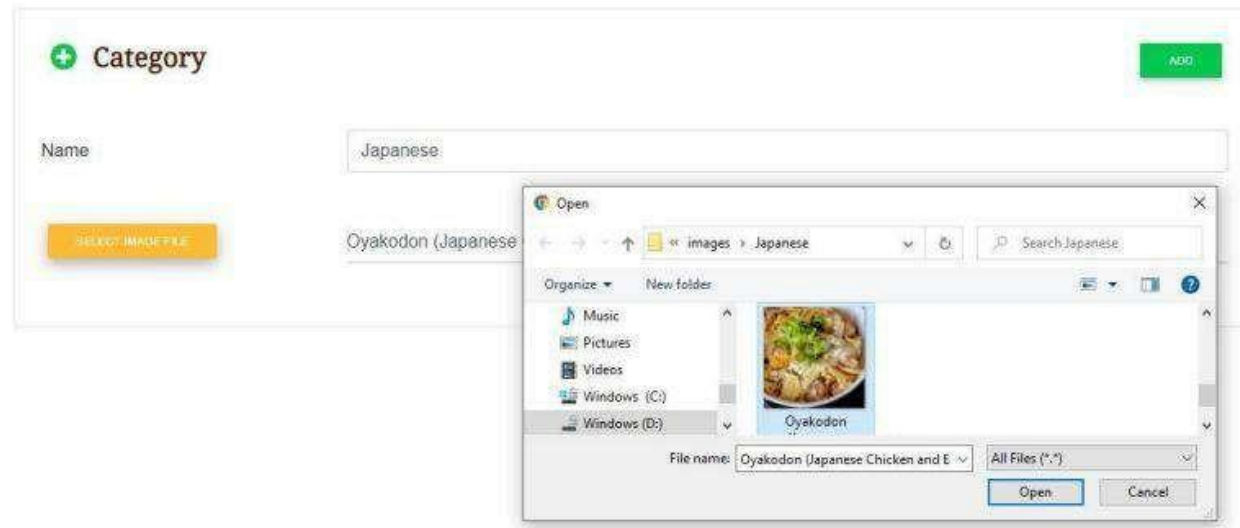 Category
ADD
Name
Japanese
SELECT IMAGE FILE
Oyakodon (Japanese
Open
« images › Japanese
Search Japanese
Organize
New folder
Music
Pictures
Videos
Windows (C:)
Windows (D:)
Oyakodon
File name: Oyakodon (Japanese Chicken and E
All Files (*.*)
Open
Cancel